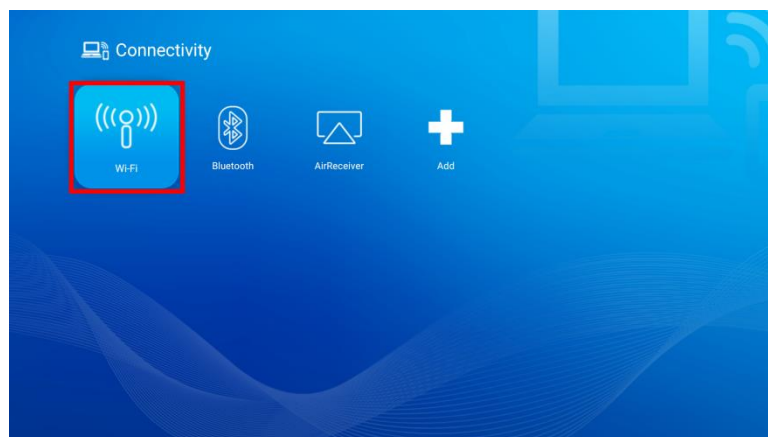 Connectivity
Wi-Fi
Bluetooth
AirReceiver
Add